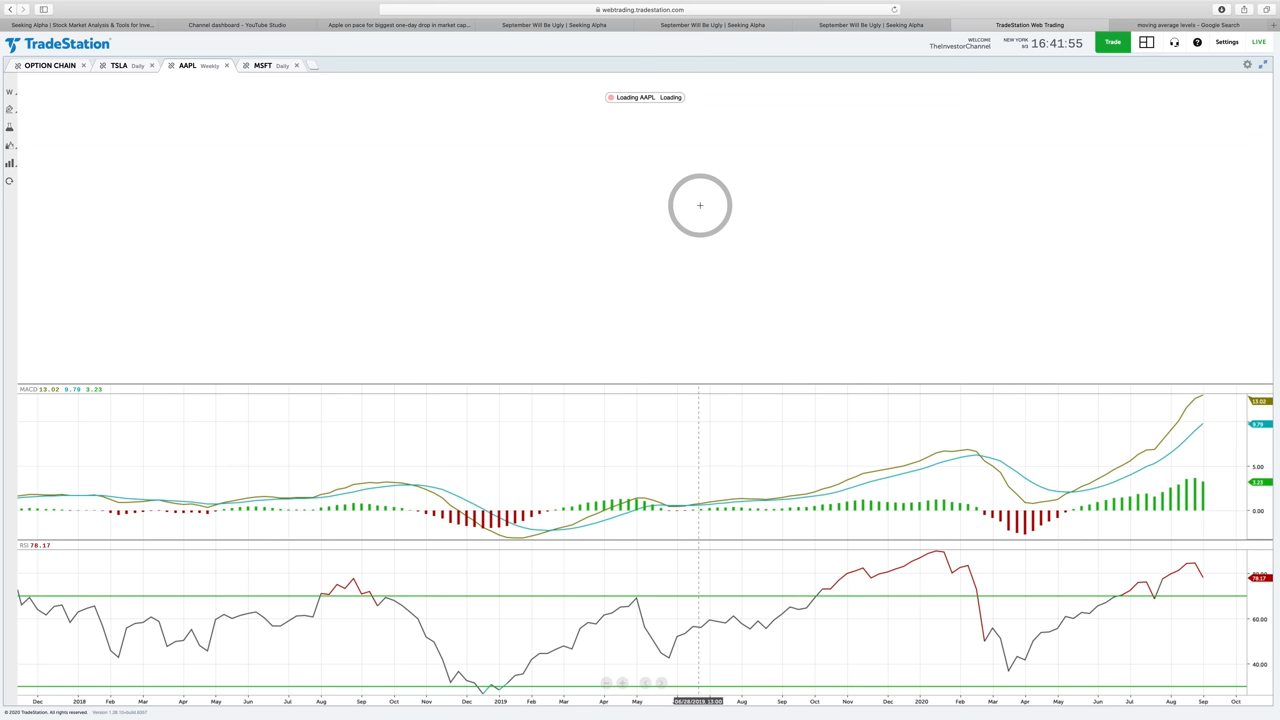 webtrading.tradestation.com
Seeking Alpha | Stock Market Analysis & Tools for Inve...
Channel dashboard - YouTube Studio
Apple on pace for biggest one-day drop in market cap...
September Will Be Ugly | Seeking Alpha
September Will Be Ugly | Seeking Alpha
September Will Be Ugly | Seeking Alpha
TradeStation Web Trading
moving average levels - Google Search
TradeStation
WELCOME
TheInvestorChannel
NEW YORK
9/3
16:41:55
Trade
Settings
LIVE
OPTION CHAIN
TSLA Daily
AAPL Weekly
MSFT Daily
W
Loading AAPL Loading
MACD 13.02 9.79 3.23
13.02
9.79
5.00
3.23
0.00
RSI 78.17
78.17
60.00
40.00
Dec 2018 Feb Mar May Jun Jul Aug Sep Oct Nov Dec 2019 Feb Mar Apr May 06/28/2019, 13:00 Aug Sep Oct Nov Dec 2020 Feb Mar Apr May Jun Jul Aug Sep Oct
© 2020 TradeStation. All rights reserved.